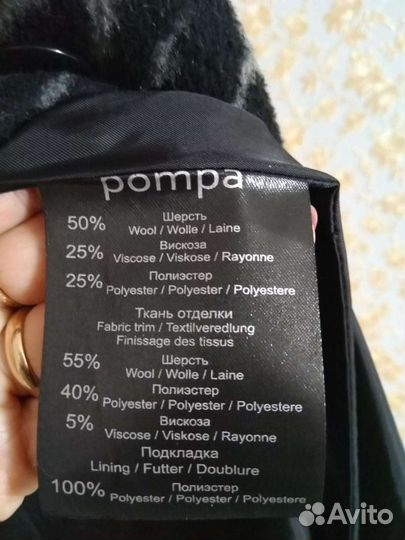 pompa
50% Шерсть
Wool / Wolle / Laine
25% Вискоза
Viscose / Viskose / Rayonne
25% Полиэстер
Polyester / Polyester / Polyestere
Ткань отделки
Fabric trim / Textilveredlung
Finissage des tissus
55% Шерсть
Wool / Wolle / Laine
40% Полиэстер
Polyester / Polyester / Polyestere
5% Вискоза
Viscose / Viskose / Rayonne
Подкладка
Lining / Futter / Doublure
100% Полиэстер
Polyester / Polyester / Polyestere
Avito